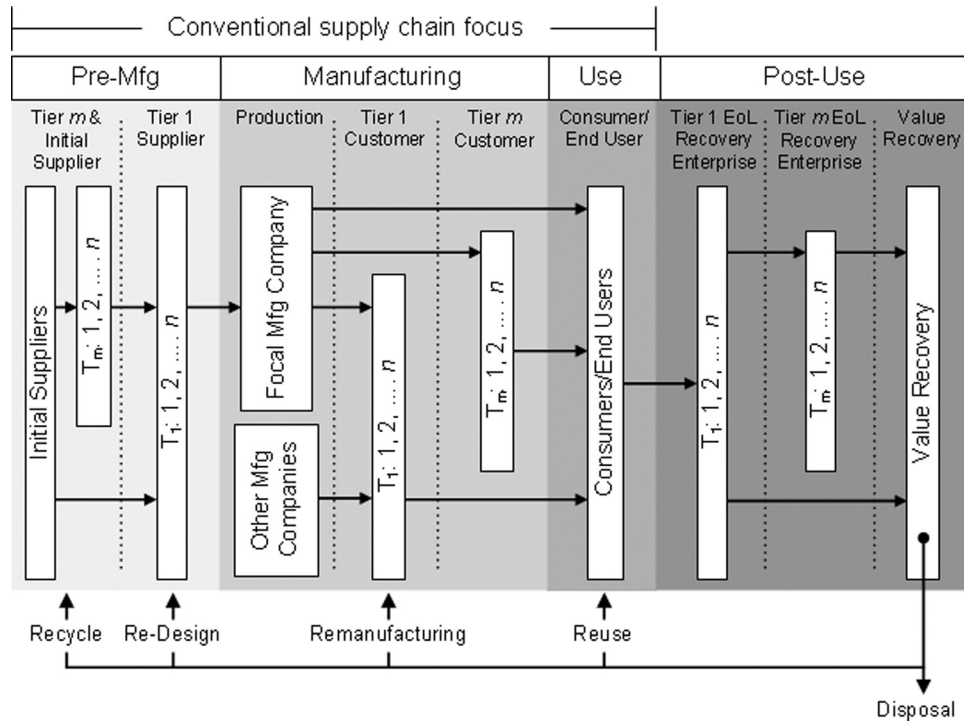 Conventional supply chain focus
Pre-Mfg
Manufacturing
Use
Post-Use
Tier m &
Initial
Supplier
Tier 1
Supplier
Production
Tier 1
Customer
Tier m
Customer
Consumer/
End User
Tier 1 EoL
Recovery
Enterprise
Tier m EoL
Recovery
Enterprise
Value
Recovery
Initial Suppliers
Tm: 1, 2, .... n
T1: 1, 2, .... n
Focal Mfg Company
Other Mfg
Companies
T1: 1, 2, .... n
Tm: 1, 2, .... n
Consumers/End Users
T1: 1, 2, .... n
Tm: 1, 2, .... n
Value Recovery
Recycle
Re-Design
Remanufacturing
Reuse
Disposal